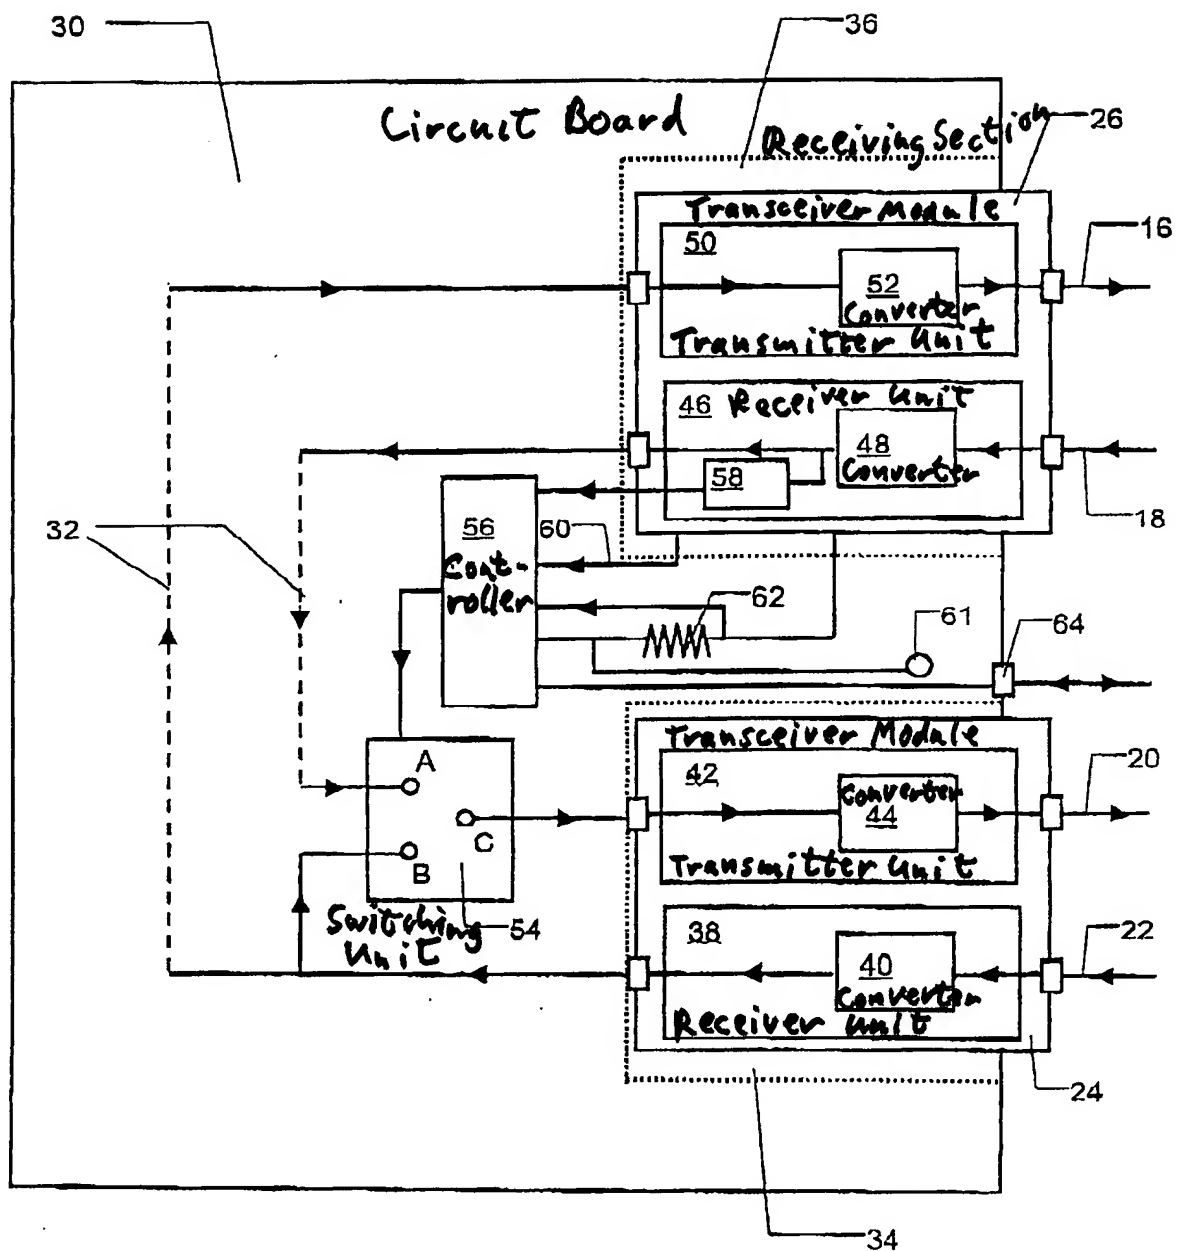 30
36
Circuit Board
Receiving Section
26
Transceiver Module
50
16
52
Converter
Transmitter Unit
46 Receiver Unit
48
Converter
58
18
32
56
Cont-
roller
60
62
61
64
Transceiver Module
42
20
Converter
44
A
C
B
Transmitter Unit
Switching
Unit
54
38
22
40
Converter
Receiver Unit
24
34